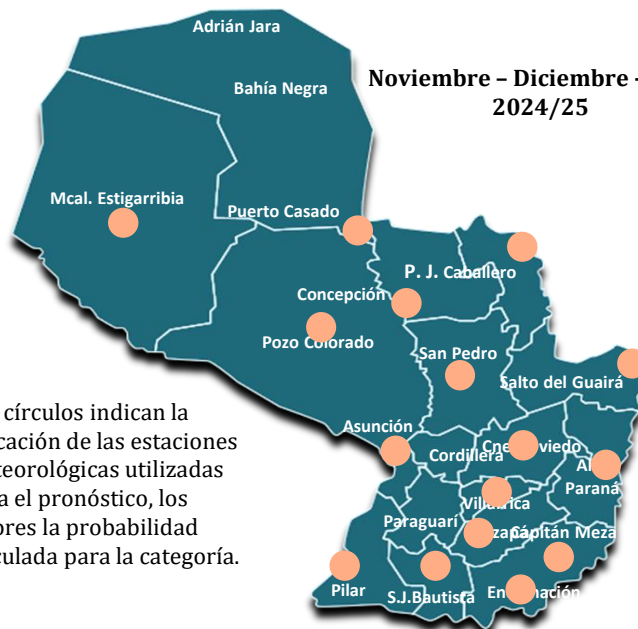 Adrián Jara
Noviembre – Diciembre -
2024/25
Bahía Negra
Mcal. Estigarribia
Puerto Casado
P. J. Caballero
Concepción
Pozo Colorado
San Pedro
Salto del Guairá
círculos indican la
cación de las estaciones
teorológicas utilizadas
a el pronóstico, los
ores la probabilidad
culada para la categoría.
Asunción
Cordillera
Paraná
Paraguarí
Capitán Meza
Pilar
S.J.Bautista